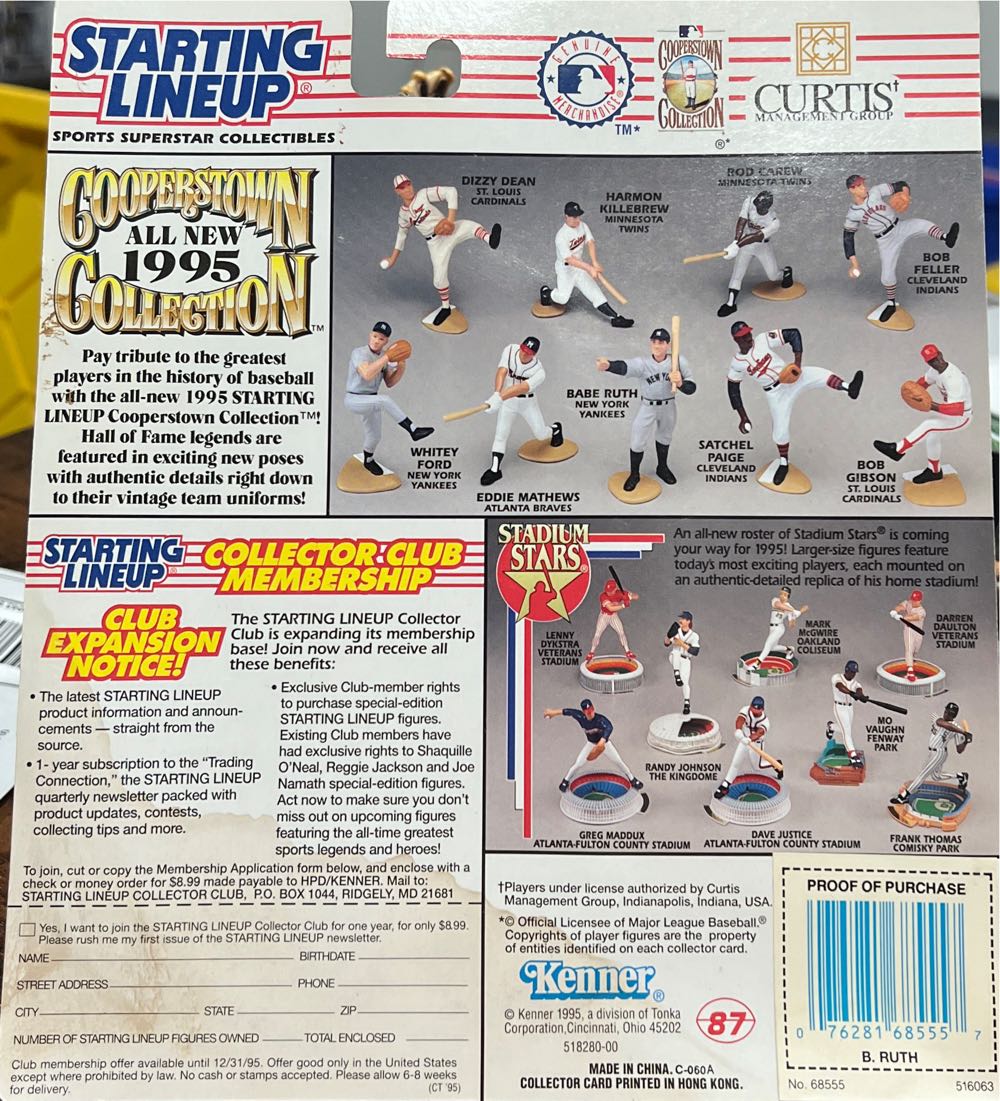 STARTING
LINEUP®
SPORTS SUPERSTAR COLLECTIBLES
GENUINE
MERCHANDISE®
TM*
COOPERSTOWN
COLLECTION
®*
CURTIS†
MANAGEMENT GROUP
COOPERSTOWN
ALL NEW
1995
COLLECTION™
Pay tribute to the greatest
players in the history of baseball
with the all-new 1995 STARTING
LINEUP Cooperstown Collection™!
Hall of Fame legends are
featured in exciting new poses
with authentic details right down
to their vintage team uniforms!
DIZZY DEAN
ST. LOUIS
CARDINALS
HARMON
KILLEBREW
MINNESOTA
TWINS
ROD CAREW
MINNESOTA TWINS
BOB
FELLER
CLEVELAND
INDIANS
WHITEY
FORD
NEW YORK
YANKEES
EDDIE MATHEWS
ATLANTA BRAVES
BABE RUTH
NEW YORK
YANKEES
SATCHEL
PAIGE
CLEVELAND
INDIANS
BOB
GIBSON
ST. LOUIS
CARDINALS
STARTING
LINEUP®
COLLECTOR CLUB
MEMBERSHIP
CLUB
EXPANSION
NOTICE!
The STARTING LINEUP Collector
Club is expanding its membership
base! Join now and receive all
these benefits:
• The latest STARTING LINEUP
product information and announ-
cements — straight from the
source.
• 1- year subscription to the “Trading
Connection,” the STARTING LINEUP
quarterly newsletter packed with
product updates, contests,
collecting tips and more.
• Exclusive Club-member rights
to purchase special-edition
STARTING LINEUP figures.
Existing Club members have
had exclusive rights to Shaquille
O'Neal, Reggie Jackson and Joe
Namath special-edition figures.
Act now to make sure you don't
miss out on upcoming figures
featuring the all-time greatest
sports legends and heroes!
To join, cut or copy the Membership Application form below, and enclose with a
check or money order for $8.99 made payable to HPD/KENNER. Mail to:
STARTING LINEUP COLLECTOR CLUB, P.O. BOX 1044, RIDGELY, MD 21681
Yes, I want to join the STARTING LINEUP Collector Club for one year, for only $8.99.
Please rush me my first issue of the STARTING LINEUP newsletter.
NAME BIRTHDATE
STREET ADDRESS PHONE
CITY STATE ZIP
NUMBER OF STARTING LINEUP FIGURES OWNED TOTAL ENCLOSED
Club membership offer available until 12/31/95. Offer good only in the United States
except where prohibited by law. No cash or stamps accepted. Please allow 6-8 weeks
for delivery. (CT '95)
STADIUM
STARS®
An all-new roster of Stadium Stars® is coming
your way for 1995! Larger-size figures feature
today's most exciting players, each mounted on
an authentic-detailed replica of his home stadium!
LENNY
DYKSTRA
VETERANS
STADIUM
MARK
McGWIRE
OAKLAND
COLISEUM
DARREN
DAULTON
VETERANS
STADIUM
RANDY JOHNSON
THE KINGDOME
MO
VAUGHN
FENWAY
PARK
GREG MADDUX
ATLANTA-FULTON COUNTY STADIUM
DAVE JUSTICE
ATLANTA-FULTON COUNTY STADIUM
FRANK THOMAS
COMISKY PARK
†Players under license authorized by Curtis
Management Group, Indianapolis, Indiana, USA.
*© Official Licensee of Major League Baseball.®
Copyrights of player figures are the property
of entities identified on each collector card.
Kenner®
© Kenner 1995, a division of Tonka
Corporation,Cincinnati, Ohio 45202
518280-00
87
MADE IN CHINA. C-060A
COLLECTOR CARD PRINTED IN HONG KONG.
PROOF OF PURCHASE
0 76281 68555 7
B. RUTH
No. 68555 516063